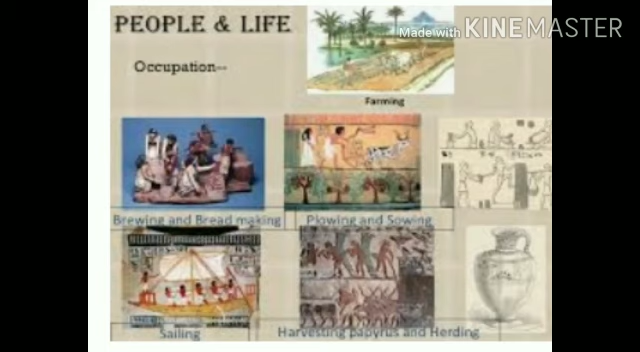 PEOPLE & LIFE
Made with KINEMASTER
Occupation--
Farming
Brewing and Bread making
Plowing and Sowing
Sailing
Harvesting papyrus and Herding